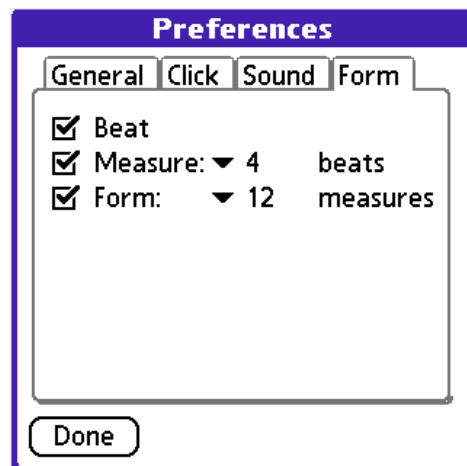 Preferences
General Click Sound Form
Beat
Measure: 4 beats
Form: 12 measures
Done